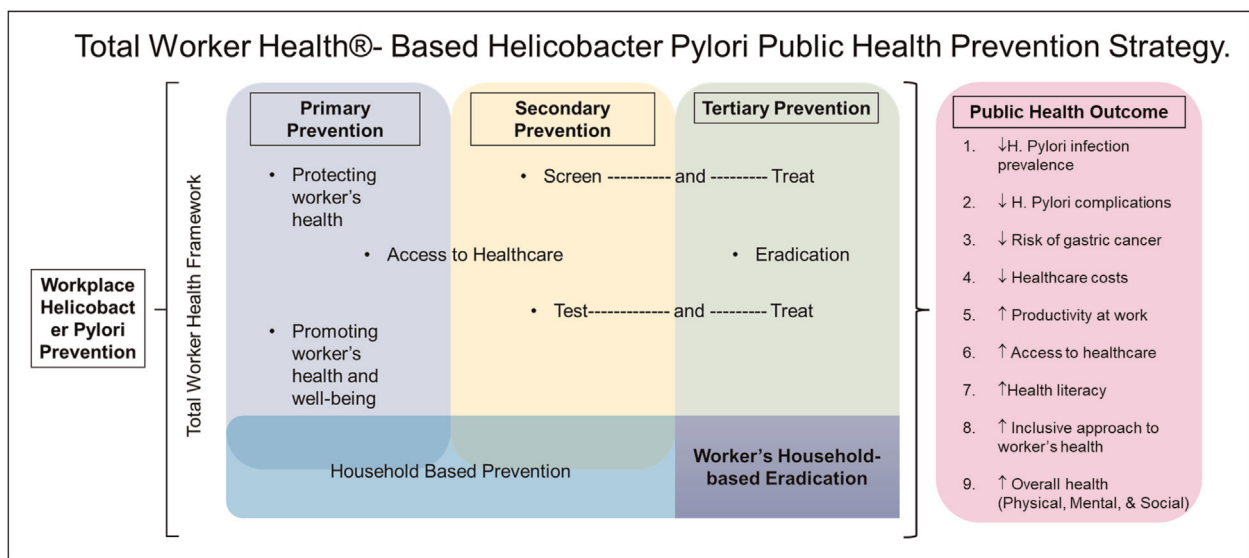 Total Worker Health®- Based Helicobacter Pylori Public Health Prevention Strategy.
Workplace
Helicobact
er Pylori
Prevention
Total Worker Health Framework
Primary
Prevention
Secondary
Prevention
Tertiary Prevention
• Protecting
worker's
health
• Screen ---------- and --------- Treat
• Access to Healthcare
• Eradication
• Test------------- and --------- Treat
• Promoting
worker's
health and
well-being
Household Based Prevention
Worker's Household-
based Eradication
Public Health Outcome
1. ↓H. Pylori infection
prevalence
2. ↓ H. Pylori complications
3. ↓ Risk of gastric cancer
4. ↓ Healthcare costs
5. ↑ Productivity at work
6. ↑ Access to healthcare
7. ↑Health literacy
8. ↑ Inclusive approach to
worker's health
9. ↑ Overall health
(Physical, Mental, & Social)